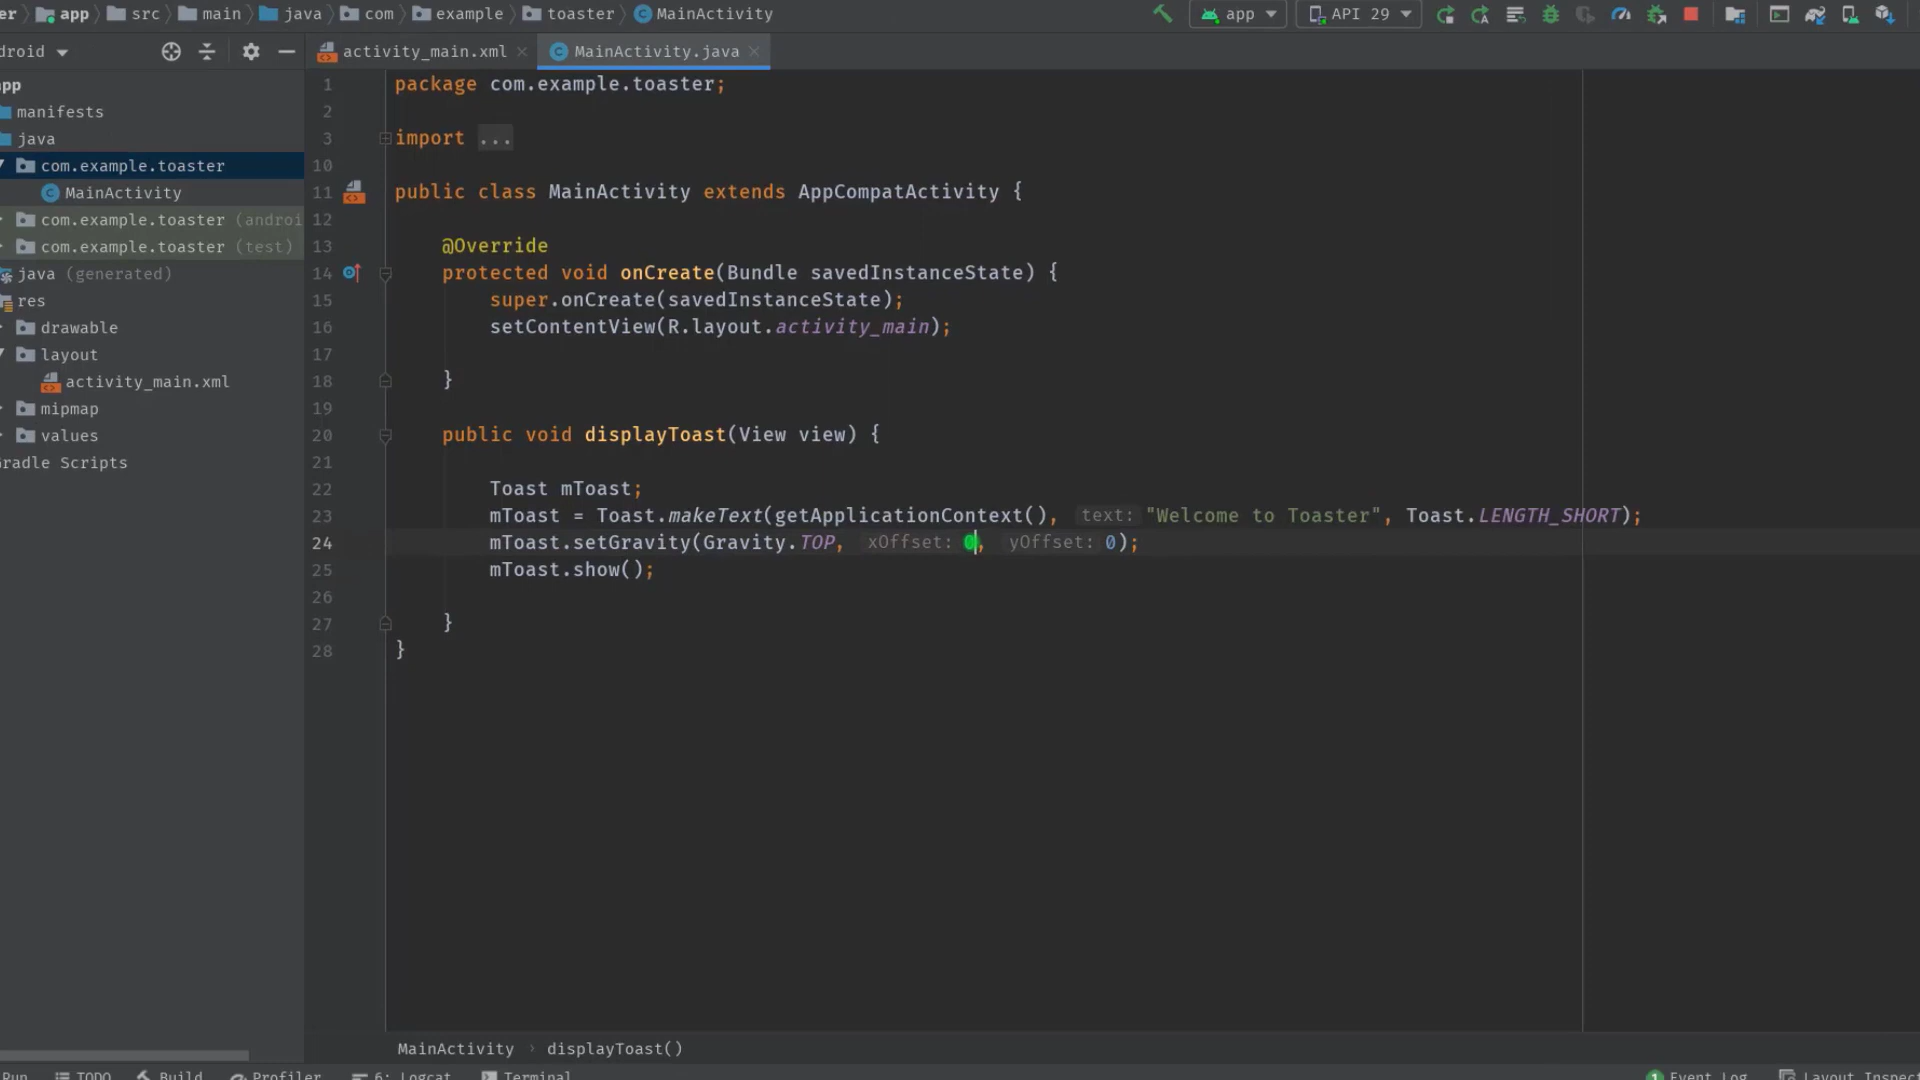 er app src main java com example toaster MainActivity app API 29
droid activity_main.xml MainActivity.java
pp
manifests
java
com.example.toaster
MainActivity
com.example.toaster (androi
com.example.toaster (test)
java (generated)
res
drawable
layout
activity_main.xml
mipmap
values
radle Scripts
1 package com.example.toaster;
2
3 import ...
10
11 public class MainActivity extends AppCompatActivity {
12
13 @Override
14 protected void onCreate(Bundle savedInstanceState) {
15 super.onCreate(savedInstanceState);
16 setContentView(R.layout.activity_main);
17
18 }
19
20 public void displayToast(View view) {
21
22 Toast mToast;
23 mToast = Toast.makeText(getApplicationContext(), text: "Welcome to Toaster", Toast.LENGTH_SHORT);
24 mToast.setGravity(Gravity.TOP, xOffset: 0, yOffset: 0);
25 mToast.show();
26
27 }
28 }
MainActivity › displayToast()
Run TODO Build Profiler 6: Logcat Terminal 1 Event Log Layout Inspec